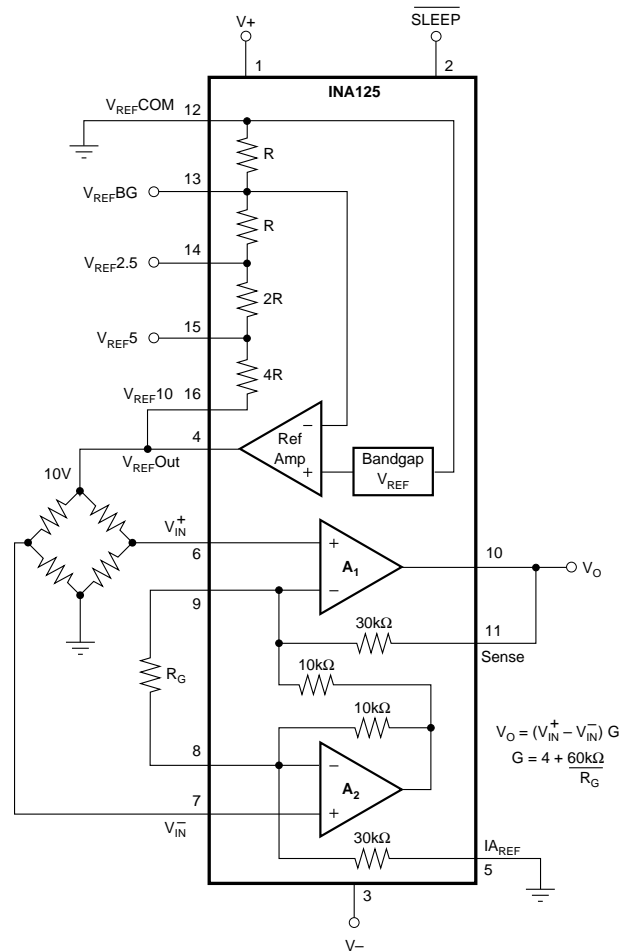 V+
SLEEP
1
2
INA125
VREFCOM
12
R
13
VREFBG
R
14
VREF2.5
2R
15
VREF5
4R
16
VREF10
4
VREFOut
Ref
Amp
−
+
Bandgap
VREF
10V
V+IN
6
+
A1
−
10
VO
9
30kΩ
11
Sense
10kΩ
RG
10kΩ
8
−
A2
+
7
V−IN
30kΩ
IAREF
5
3
V–
VO = (V+IN – V−IN) G
G = 4 + 60kΩ
RG